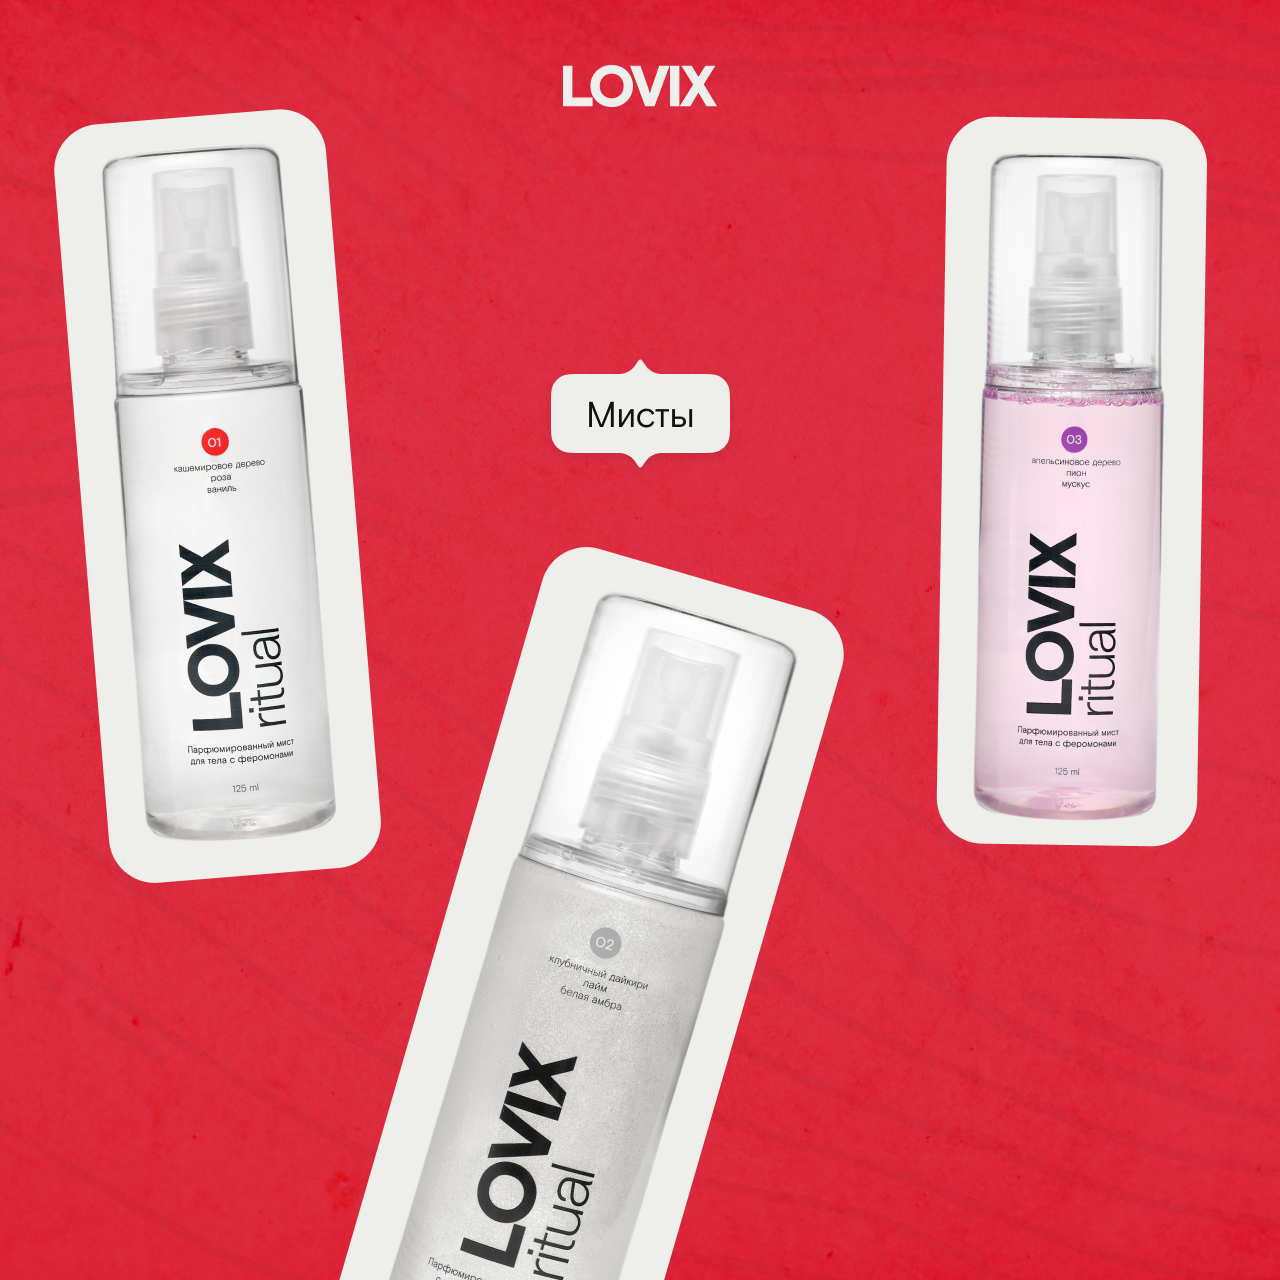 LOVIX
01
кашемировое дерево
роза
ваниль
LOVIX
ritual
Парфюмированный мист
для тела с феромонами
125 ml
Мисты
03
апельсиновое дерево
пион
мускус
LOVIX
ritual
Парфюмированный мист
для тела с феромонами
125 ml
02
клубничный дайкири
лайм
белая амбра
LOVIX
ritual